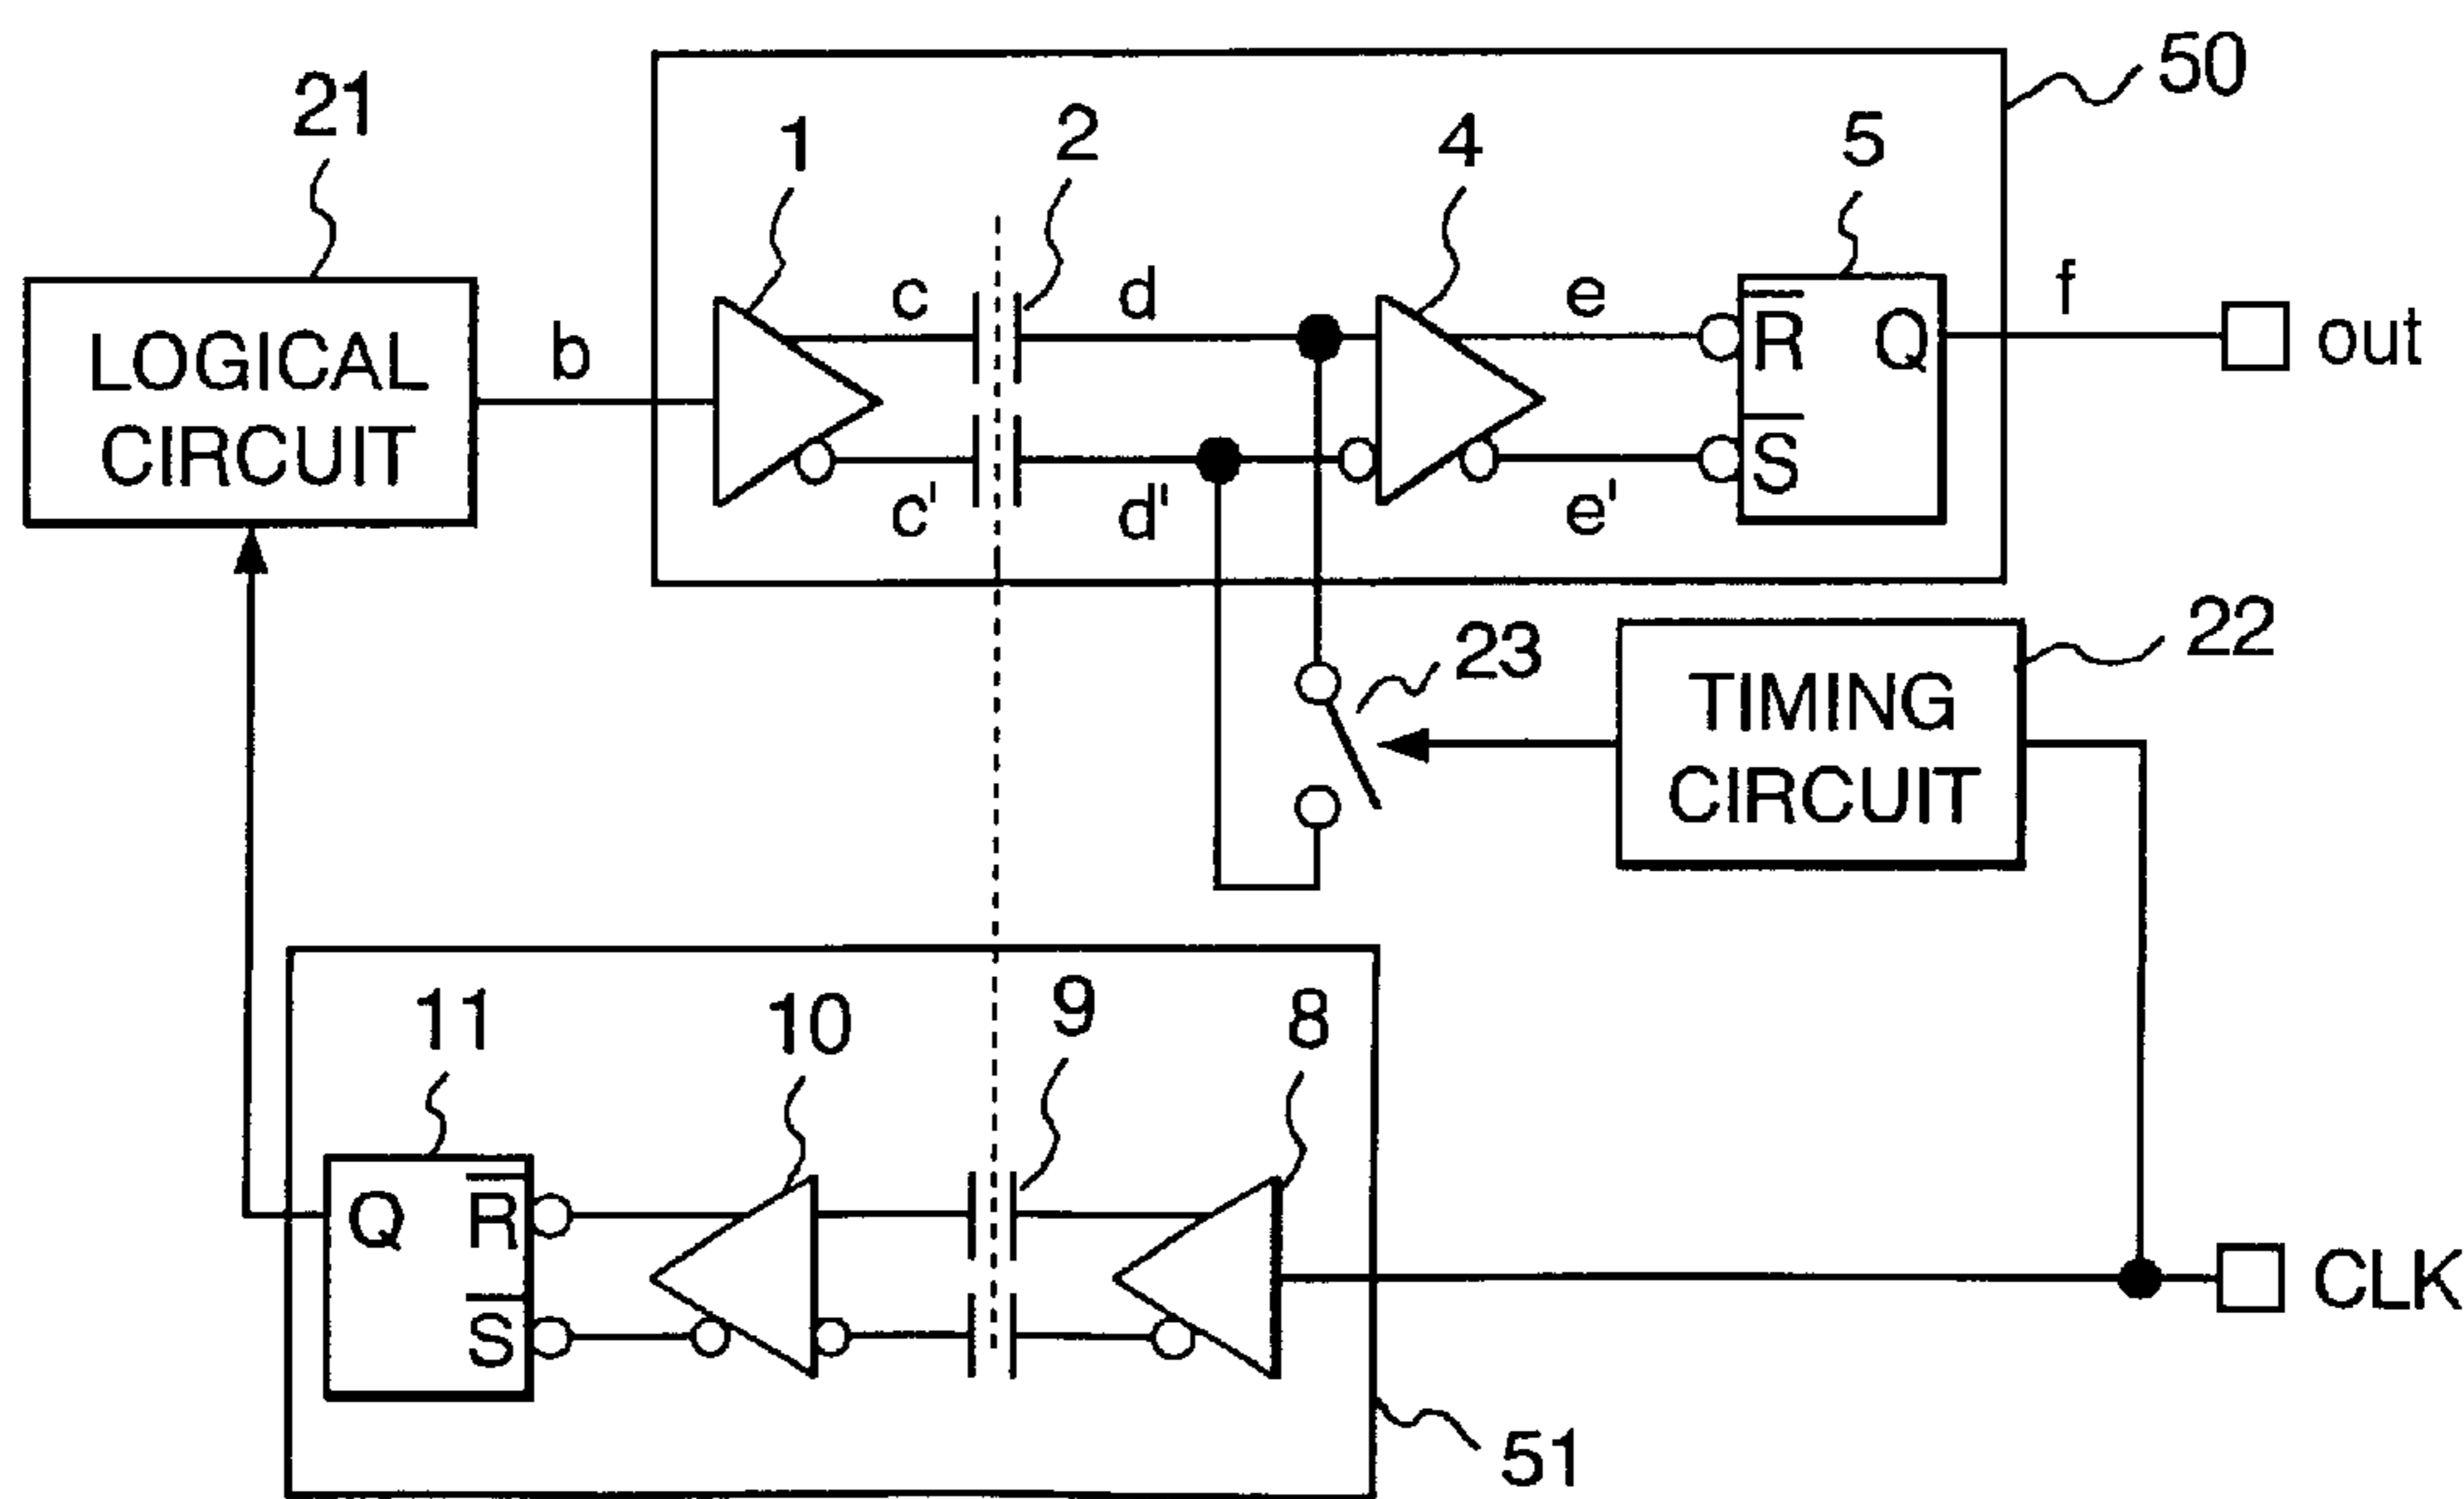 50
21
1
2
4
5
LOGICAL
CIRCUIT
b
c
d
e
R
Q
f
out
c'
d'
e'
S
23
22
TIMING
CIRCUIT
11
10
9
8
Q
R
S
CLK
51